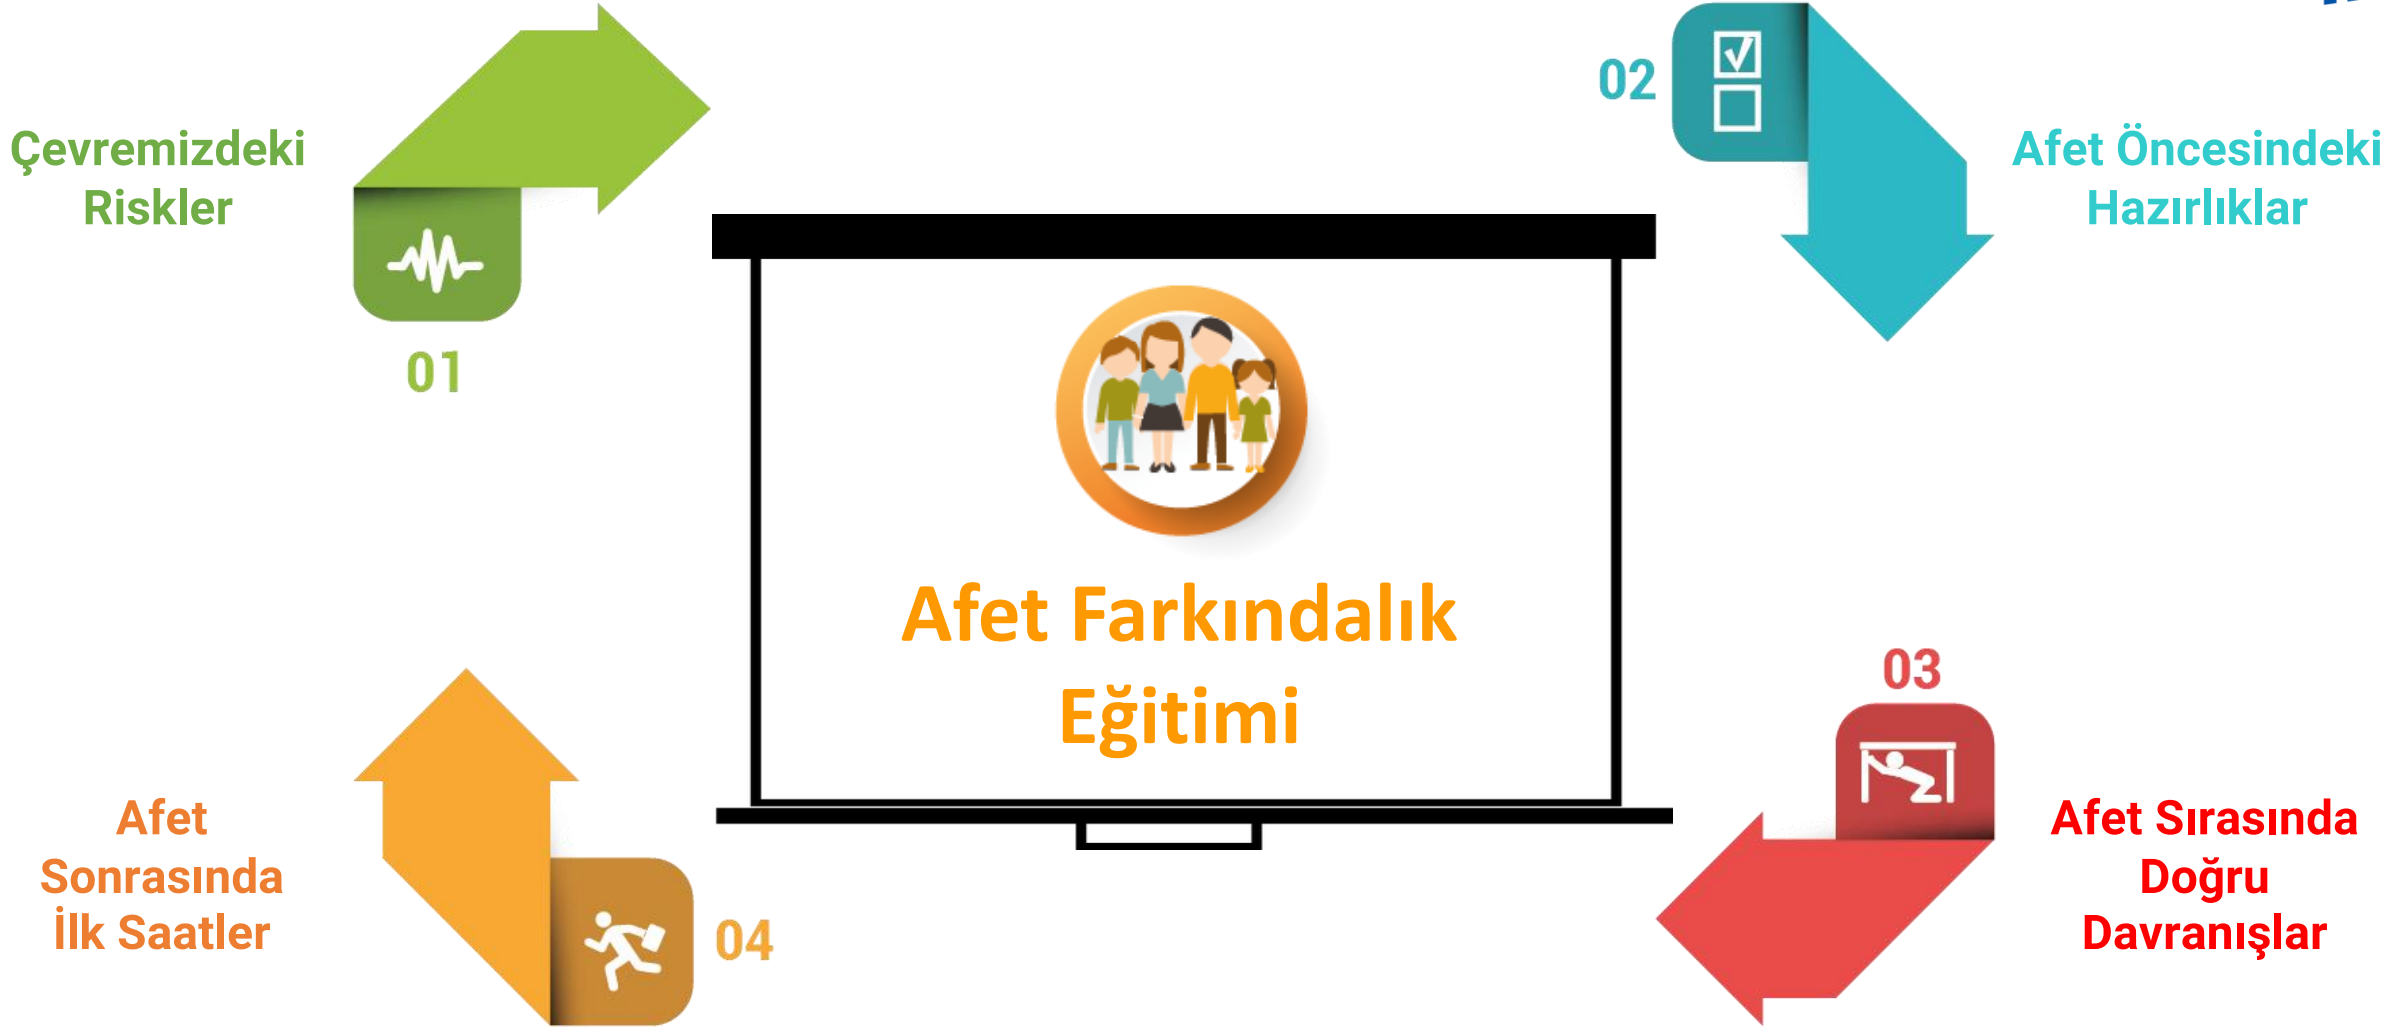 Çevremizdeki
Riskler
01
02
Afet Öncesindeki
Hazırlıklar
Afet Farkındalık
Eğitimi
03
Afet Sırasında
Doğru
Davranışlar
Afet
Sonrasında
İlk Saatler
04